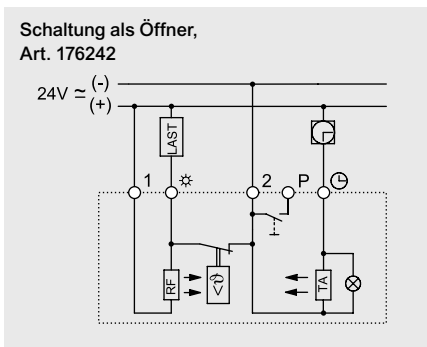 Schaltung als Öffner,
Art. 176242
24V ≃ (-)
(+)
LAST
1 ☼ 2 P
RF <ϑ TA